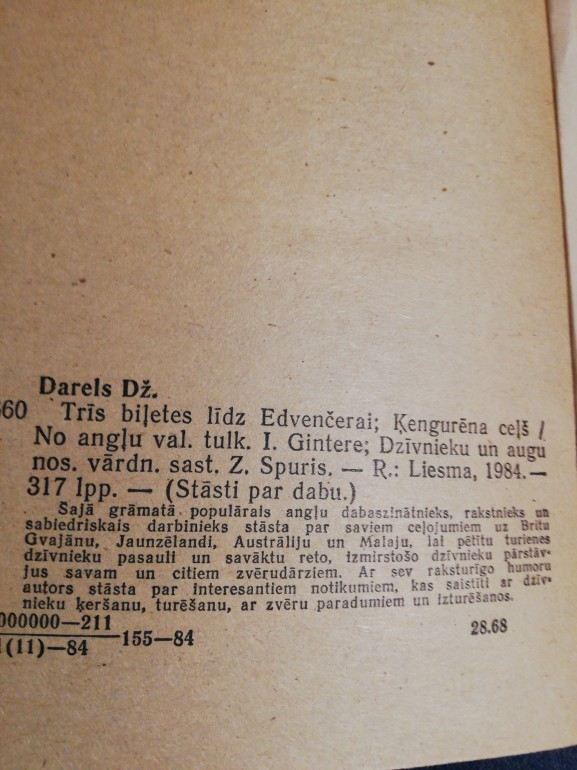 Darels Dž.
660 Trīs biļetes līdz Edvenčerai; Ķengurēna ceļš /
No angļu val. tulk. I. Gintere; Dzīvnieku un augu
nos. vārdn. sast. Z. Spuris. — R.: Liesma, 1984.—
317 lpp. — (Stāsti par dabu.)
Šajā grāmatā populārais angļu dabaszinātnieks, rakstnieks un
sabiedriskais darbinieks stāsta par saviem ceļojumiem uz Britu
Gvajānu, Jaunzēlandi, Austrāliju un Malaju, lai pētītu turienes
dzīvnieku pasauli un savāktu reto, izmirstošo dzīvnieku pārstāv-
jus savam un citiem zvērudārziem. Ar sev raksturīgo humoru
autors stāsta par interesantiem notikumiem, kas saistīti ar dzīv-
nieku ķeršanu, turēšanu, ar zvēru paradumiem un izturēšanos.
000000—211
(11)—84
155—84
28.68